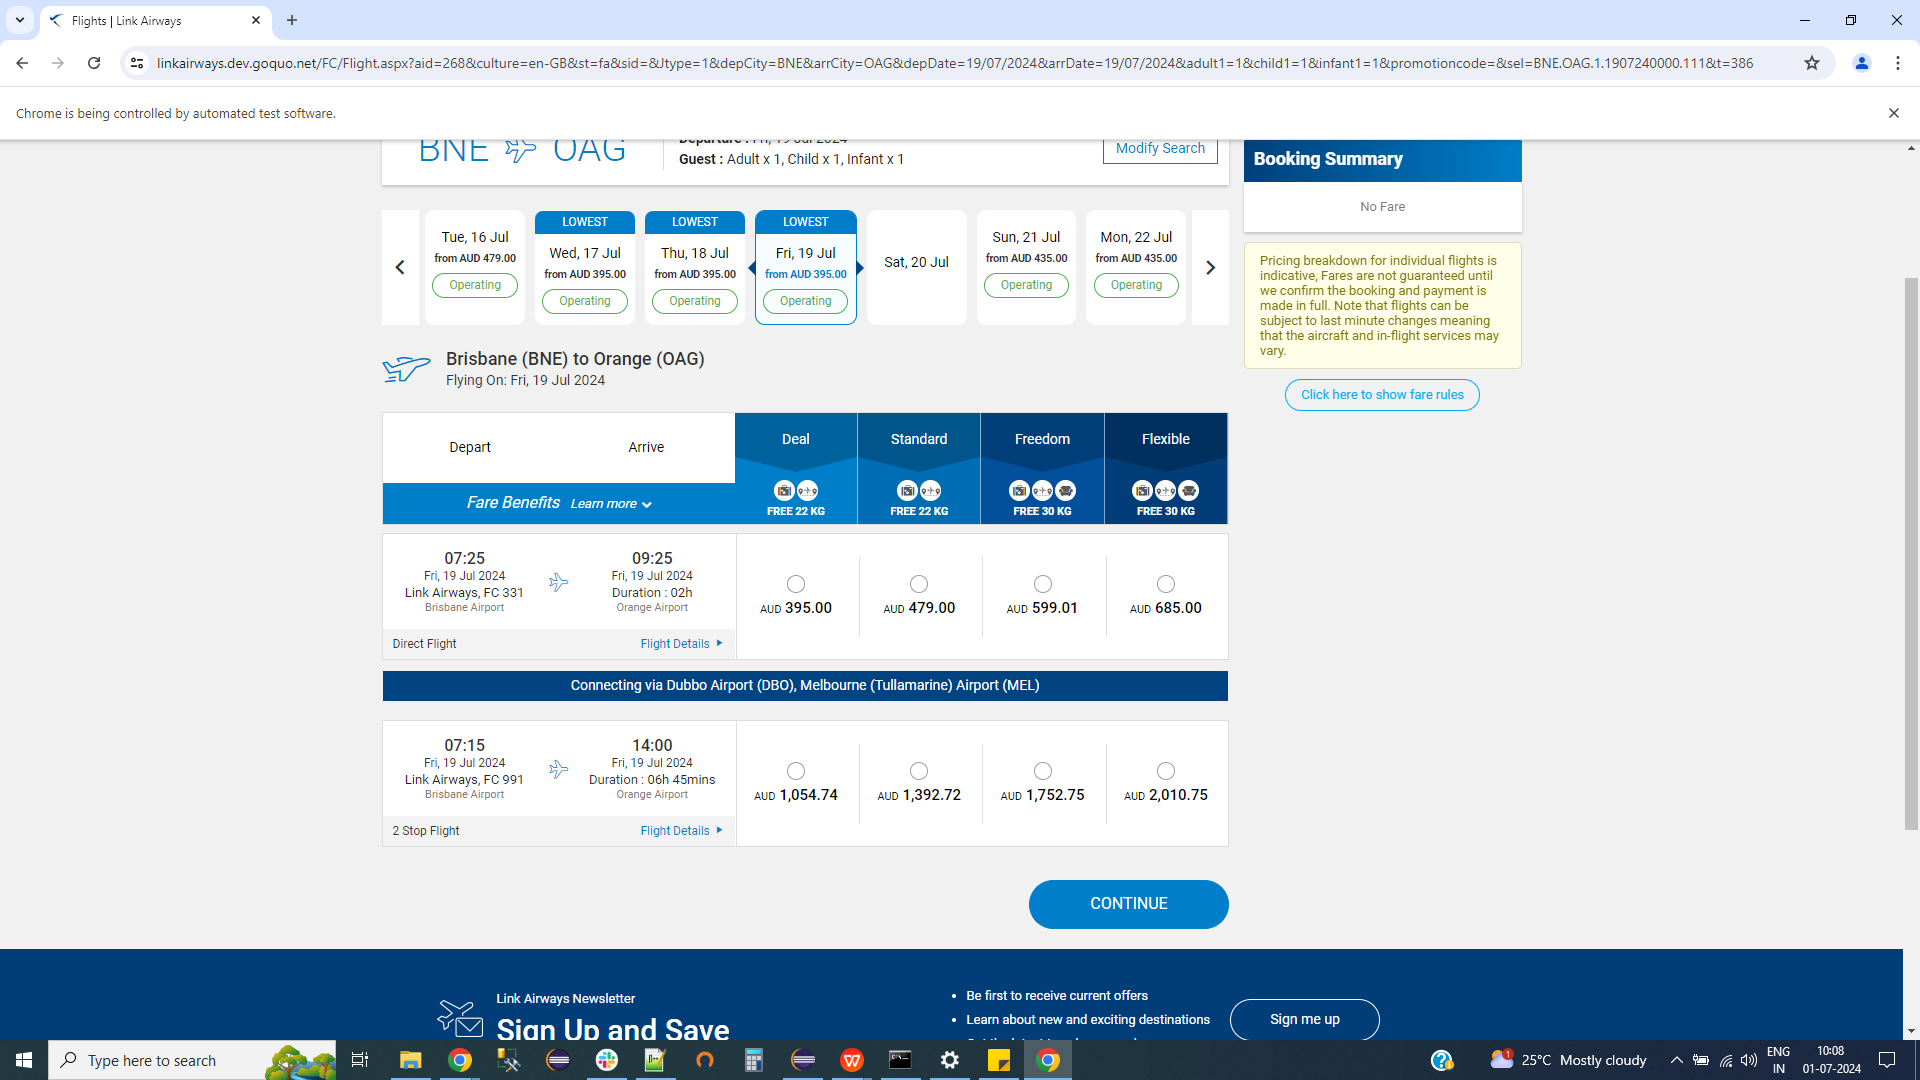 Flights | Link Airways
linkairways.dev.goquo.net/FC/Flight.aspx?aid=268&culture=en-GB&st=fa&sid=&Jtype=1&depCity=BNE&arrCity=OAG&depDate=19/07/2024&arrDate=19/07/2024&adult1=1&child1=1&infant1=1&promotioncode=&sel=BNE.OAG.1.1907240000.111&t=386
Chrome is being controlled by automated test software.
BNE OAG
Departure : Fri, 19 Jul 2024
Guest : Adult x 1, Child x 1, Infant x 1
Modify Search
Booking Summary
No Fare
Tue, 16 Jul
from AUD 479.00
Operating
LOWEST
Wed, 17 Jul
from AUD 395.00
Operating
LOWEST
Thu, 18 Jul
from AUD 395.00
Operating
LOWEST
Fri, 19 Jul
from AUD 395.00
Operating
Sat, 20 Jul
Sun, 21 Jul
from AUD 435.00
Operating
Mon, 22 Jul
from AUD 435.00
Operating
Pricing breakdown for individual flights is
indicative, Fares are not guaranteed until
we confirm the booking and payment is
made in full. Note that flights can be
subject to last minute changes meaning
that the aircraft and in-flight services may
vary.
Click here to show fare rules
Brisbane (BNE) to Orange (OAG)
Flying On: Fri, 19 Jul 2024
Depart Arrive
Deal Standard Freedom Flexible
Fare Benefits Learn more
FREE 22 KG FREE 22 KG FREE 30 KG FREE 30 KG
07:25
Fri, 19 Jul 2024
Link Airways, FC 331
Brisbane Airport
09:25
Fri, 19 Jul 2024
Duration : 02h
Orange Airport
AUD 395.00 AUD 479.00 AUD 599.01 AUD 685.00
Direct Flight Flight Details
Connecting via Dubbo Airport (DBO), Melbourne (Tullamarine) Airport (MEL)
07:15
Fri, 19 Jul 2024
Link Airways, FC 991
Brisbane Airport
14:00
Fri, 19 Jul 2024
Duration : 06h 45mins
Orange Airport
AUD 1,054.74 AUD 1,392.72 AUD 1,752.75 AUD 2,010.75
2 Stop Flight Flight Details
CONTINUE
Link Airways Newsletter
Sign Up and Save
• Be first to receive current offers
• Learn about new and exciting destinations
Sign me up
Type here to search
1
25°C Mostly cloudy
ENG
IN
10:08
01-07-2024